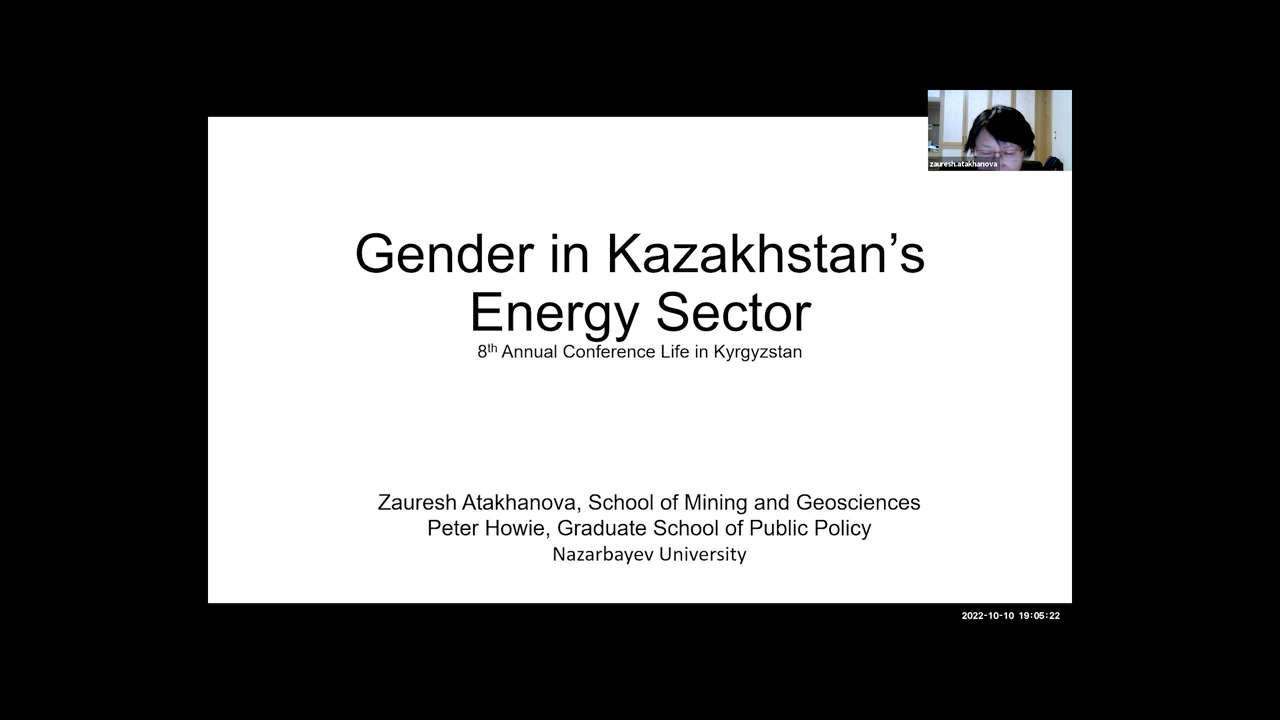 zauresh.atakhanova
Gender in Kazakhstan’s
Energy Sector
8th Annual Conference Life in Kyrgyzstan
Zauresh Atakhanova, School of Mining and Geosciences
Peter Howie, Graduate School of Public Policy
Nazarbayev University
2022-10-10 19:05:22